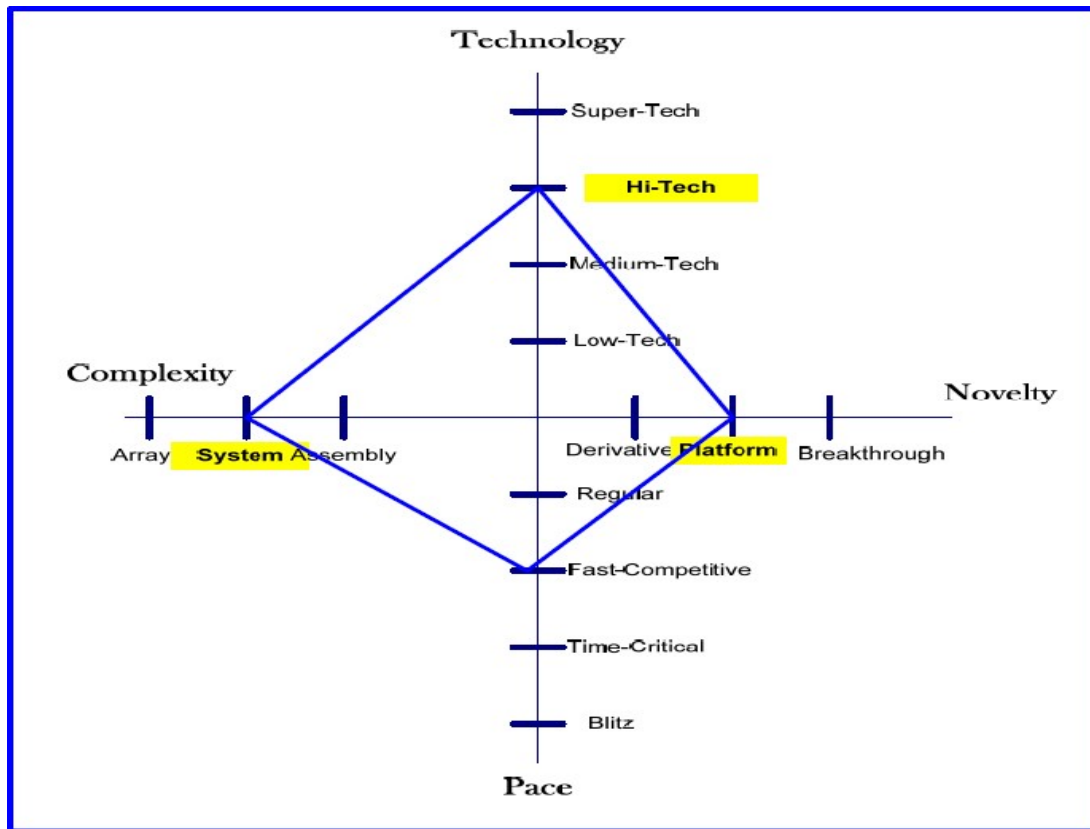 Technology
Super-Tech
Hi-Tech
Medium-Tech
Low-Tech
Complexity
Novelty
Array System Assembly Derivative Platform Breakthrough
Regular
Fast-Competitive
Time-Critical
Blitz
Pace